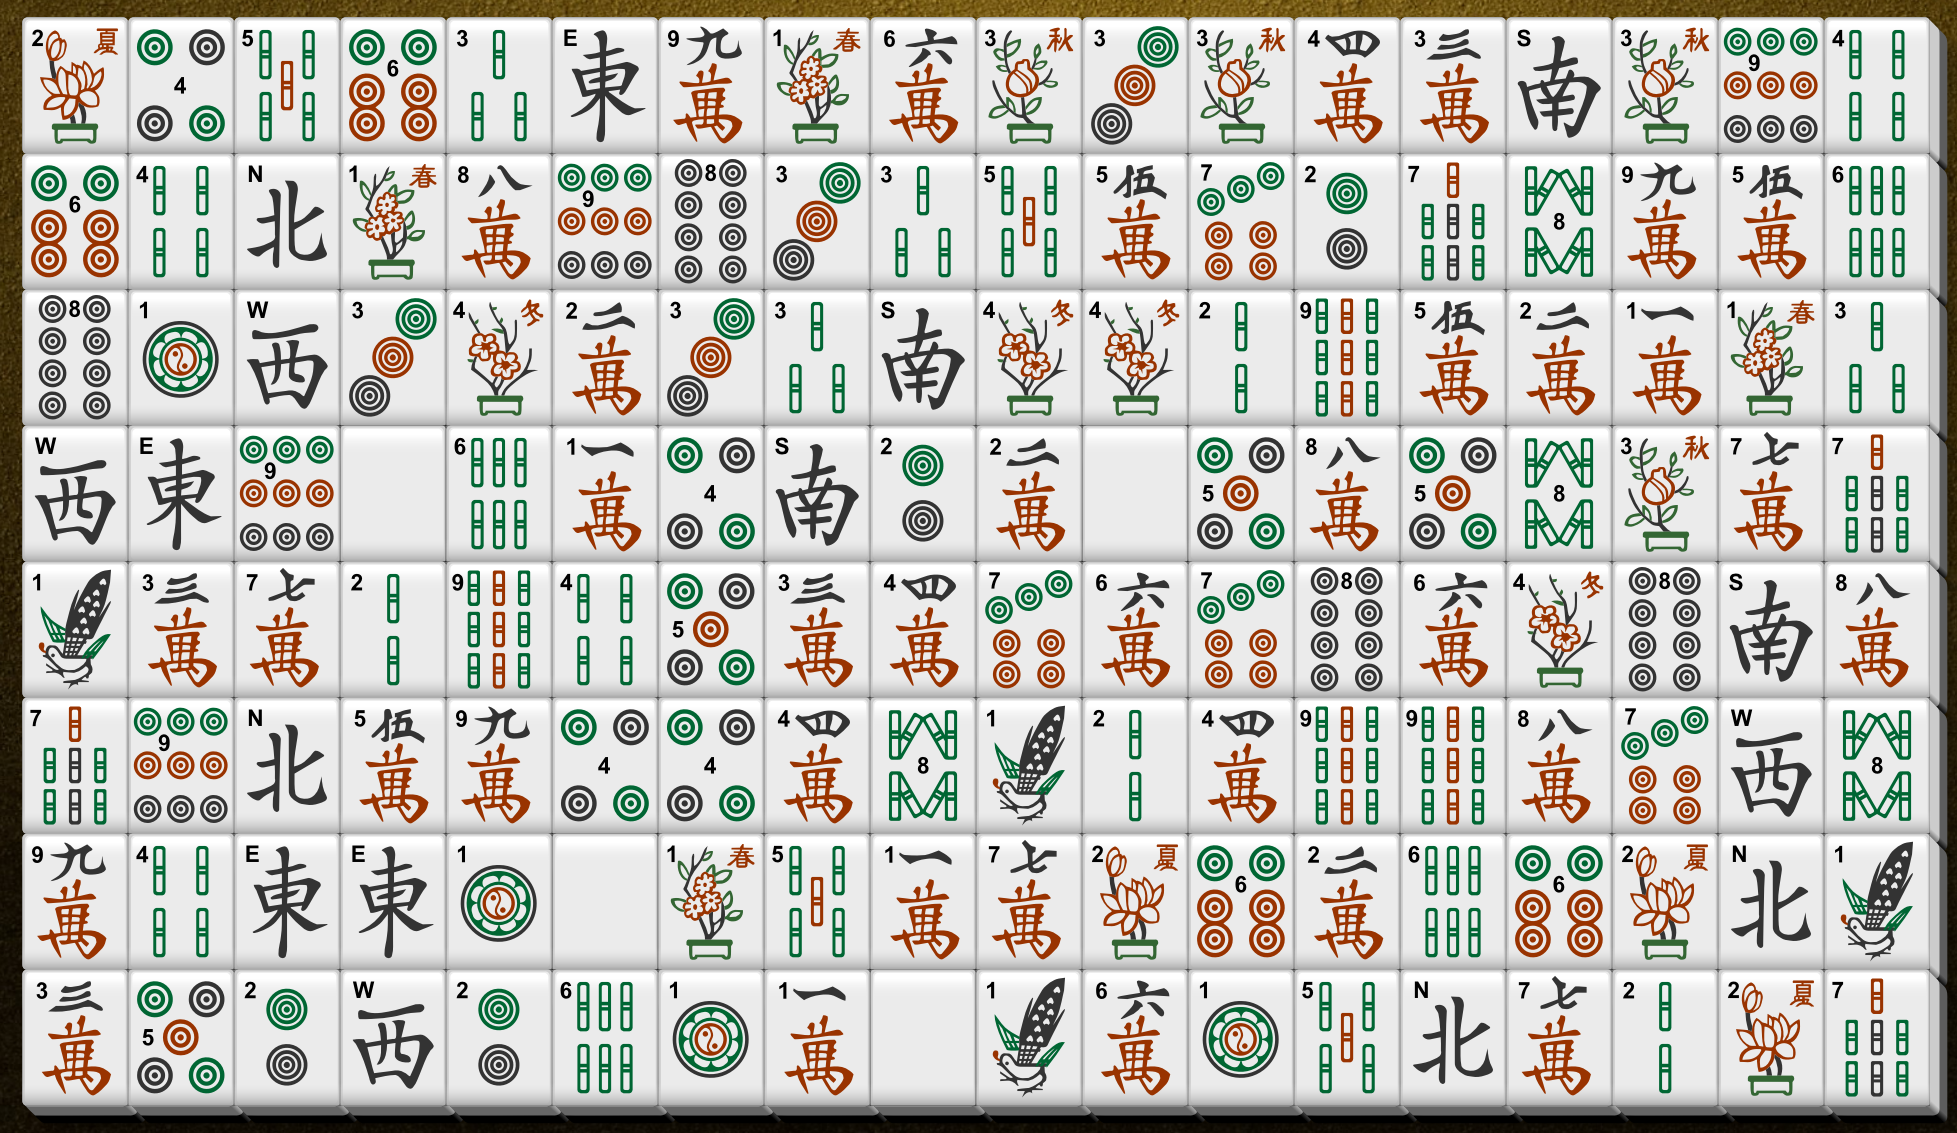 2 夏 4 5 6 3 E 東 9 九萬 1 春 6 六萬 3 秋 3 3 秋 4 四萬 3 三萬 S 南 3 秋 9 4
6 4 N 北 1 春 8 八萬 9 8 3 3 5 5 伍萬 7 2 7 8 9 九萬 5 伍萬 6
8 1 W 西 3 4 冬 2 二萬 3 3 S 南 4 冬 4 冬 2 9 5 伍萬 2 二萬 1 一萬 1 春 3
W 西 E 東 9 6 1 一萬 4 S 南 2 2 二萬 5 8 八萬 5 8 3 秋 7 七萬 7
1 3 三萬 7 七萬 2 9 4 5 3 三萬 4 四萬 7 6 六萬 7 8 6 六萬 4 冬 8 S 南 8 八萬
7 9 N 北 5 伍萬 9 九萬 4 4 4 四萬 8 1 2 4 四萬 9 9 8 八萬 7 W 西 8
9 九萬 4 E 東 E 東 1 1 春 5 1 一萬 7 七萬 2 夏 6 2 二萬 6 6 2 夏 N 北 1
3 三萬 5 2 W 西 2 6 1 1 一萬 1 6 六萬 1 5 N 北 7 七萬 2 2 夏 7